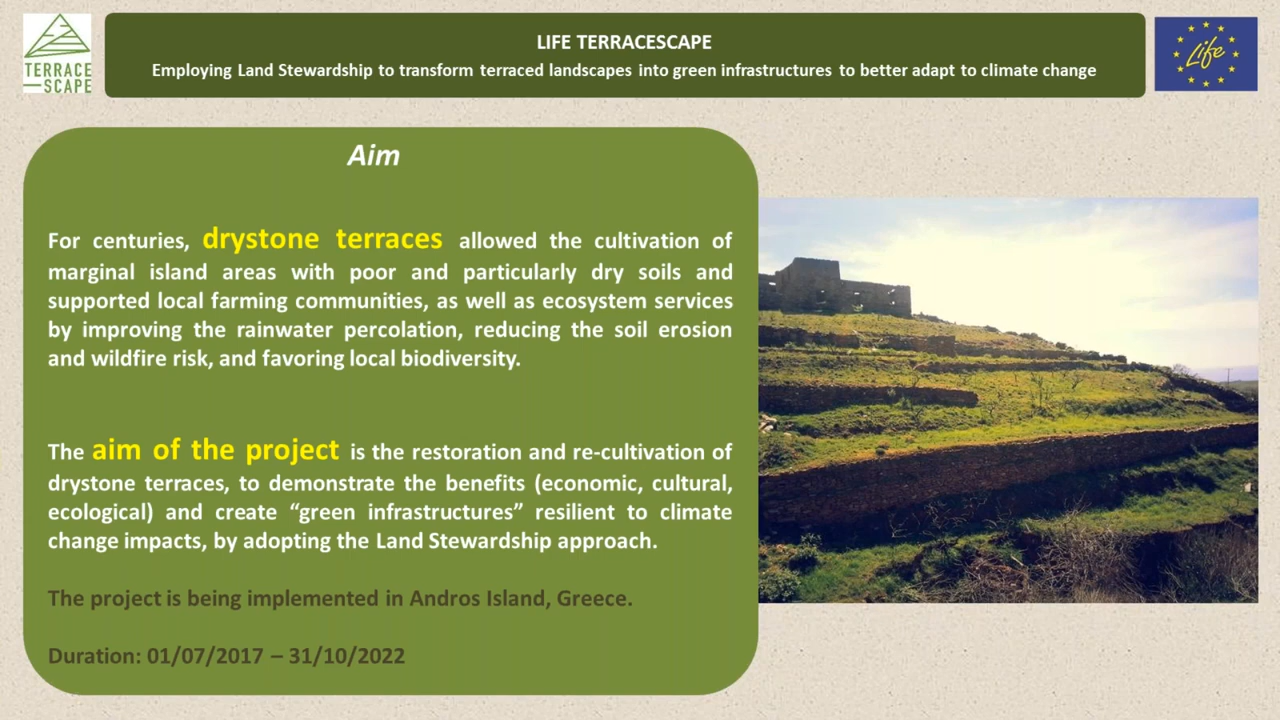 TERRACE
SCAPE
LIFE TERRACESCAPE
Employing Land Stewardship to transform terraced landscapes into green infrastructures to better adapt to climate change
Life
Aim
For centuries, drystone terraces allowed the cultivation of
marginal island areas with poor and particularly dry soils and
supported local farming communities, as well as ecosystem services
by improving the rainwater percolation, reducing the soil erosion
and wildfire risk, and favoring local biodiversity.
The aim of the project is the restoration and re-cultivation of
drystone terraces, to demonstrate the benefits (economic, cultural,
ecological) and create “green infrastructures” resilient to climate
change impacts, by adopting the Land Stewardship approach.
The project is being implemented in Andros Island, Greece.
Duration: 01/07/2017 – 31/10/2022